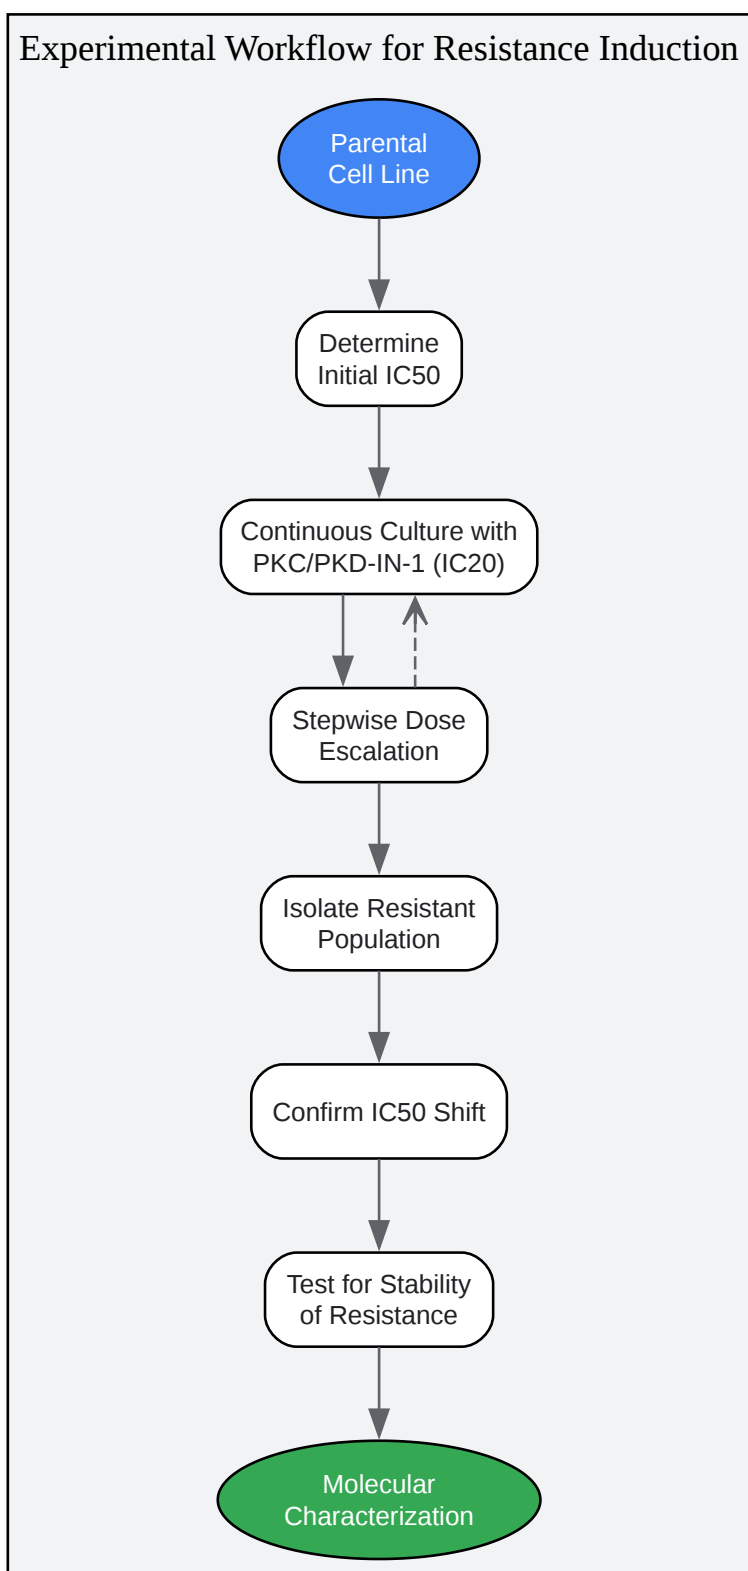 Experimental Workflow for Resistance Induction
Parental
Cell Line
Determine
Initial IC50
Continuous Culture with
PKC/PKD-IN-1 (IC20)
Stepwise Dose
Escalation
Isolate Resistant
Population
Confirm IC50 Shift
Test for Stability
of Resistance
Molecular
Characterization